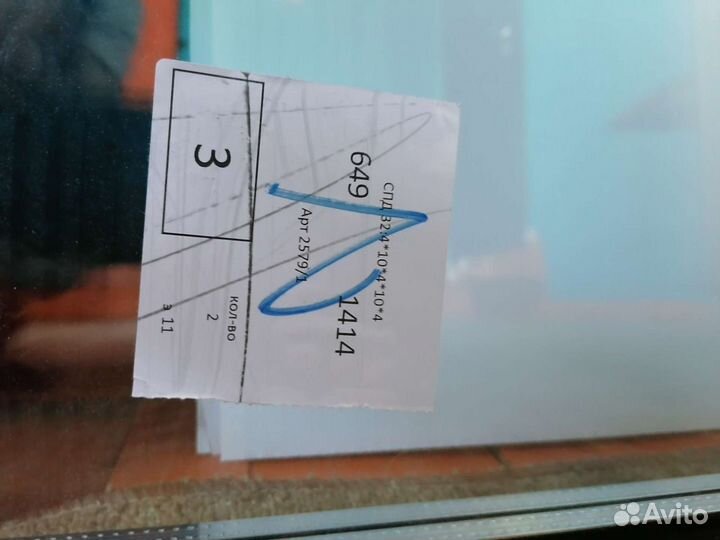 СПД 32:4*10*4*10*4
649 1414
Арт 2579/1
3
кол-во
2
э 11
Avito